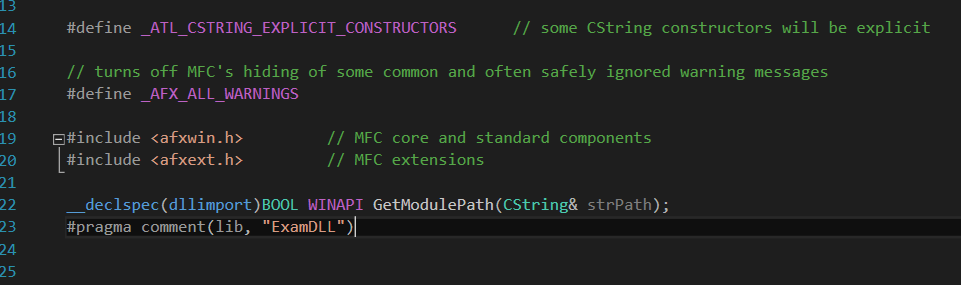 13
14 #define _ATL_CSTRING_EXPLICIT_CONSTRUCTORS // some CString constructors will be explicit
15
16 // turns off MFC's hiding of some common and often safely ignored warning messages
17 #define _AFX_ALL_WARNINGS
18
19 #include <afxwin.h> // MFC core and standard components
20 #include <afxext.h> // MFC extensions
21
22 __declspec(dllimport)BOOL WINAPI GetModulePath(CString& strPath);
23 #pragma comment(lib, "ExamDLL")
24
25